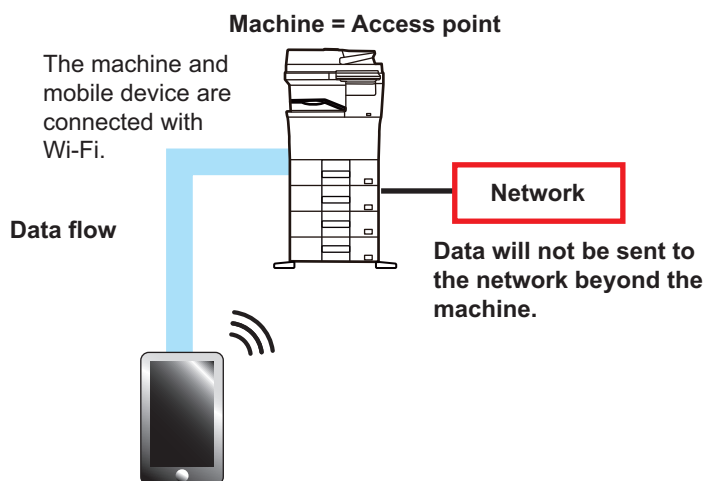 Machine = Access point
The machine and
mobile device are
connected with
Wi-Fi.
Network
Data flow
Data will not be sent to
the network beyond the
machine.